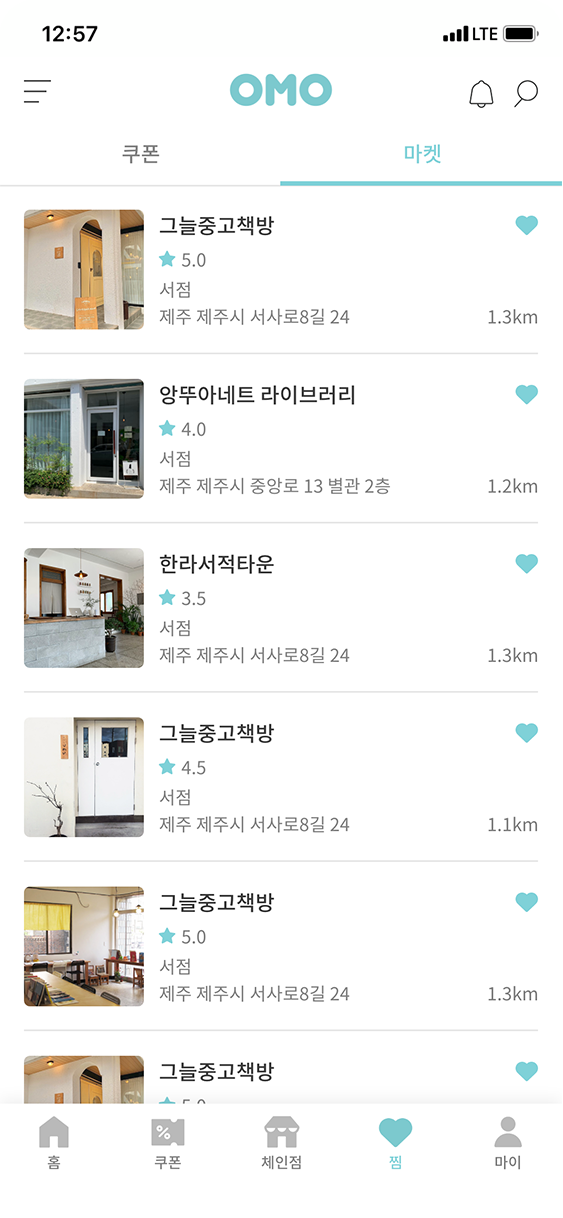 12:57 LTE
OMO
쿠폰 마켓
그늘중고책방
5.0
서점
제주 제주시 서사로8길 24 1.3km
앙뚜아네트 라이브러리
4.0
서점
제주 제주시 중앙로 13 별관 2층 1.2km
한라서적타운
3.5
서점
제주 제주시 서사로8길 24 1.3km
그늘중고책방
4.5
서점
제주 제주시 서사로8길 24 1.1km
그늘중고책방
5.0
서점
제주 제주시 서사로8길 24 1.3km
그늘중고책방
5.0
%
홈 쿠폰 체인점 찜 마이